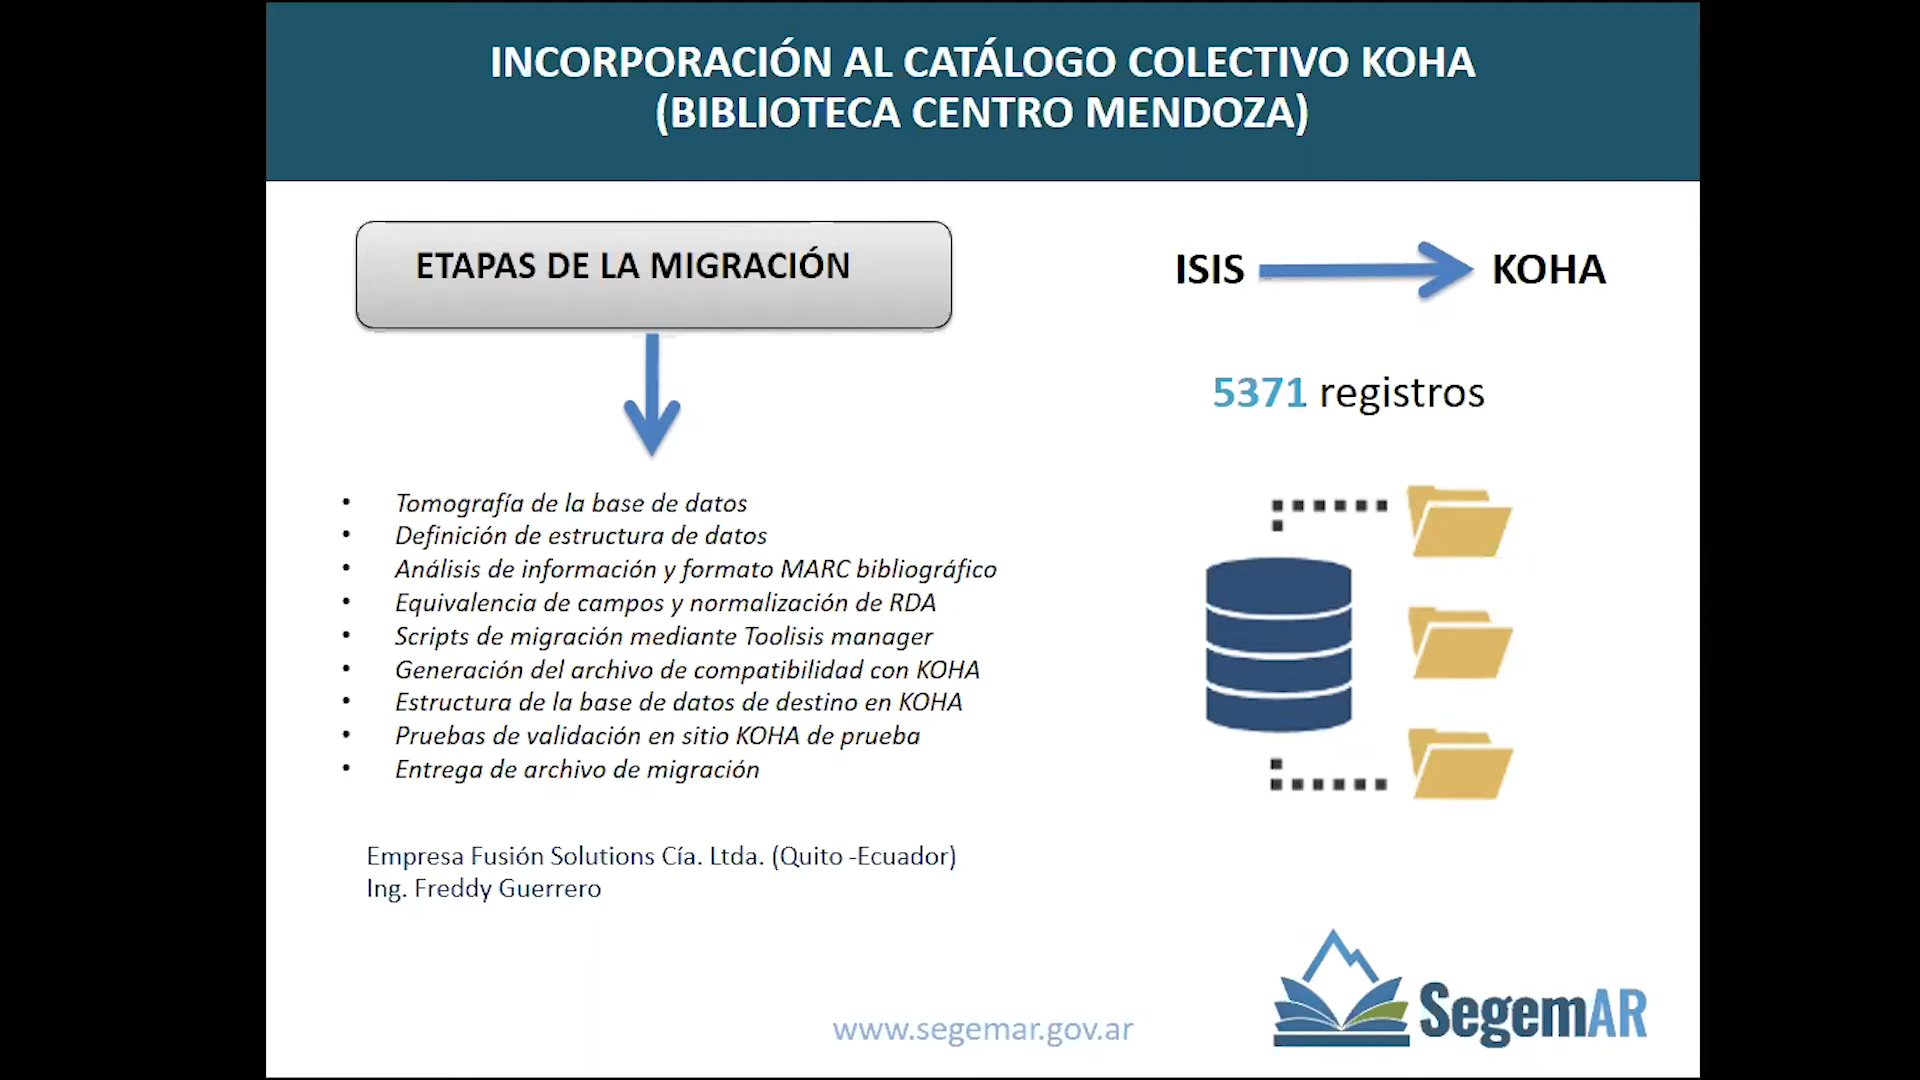 INCORPORACIÓN AL CATÁLOGO COLECTIVO KOHA
(BIBLIOTECA CENTRO MENDOZA)
ETAPAS DE LA MIGRACIÓN
ISIS
KOHA
5371 registros
• Tomografía de la base de datos
• Definición de estructura de datos
• Análisis de información y formato MARC bibliográfico
• Equivalencia de campos y normalización de RDA
• Scripts de migración mediante Toolisis manager
• Generación del archivo de compatibilidad con KOHA
• Estructura de la base de datos de destino en KOHA
• Pruebas de validación en sitio KOHA de prueba
• Entrega de archivo de migración
Empresa Fusión Solutions Cía. Ltda. (Quito -Ecuador)
Ing. Freddy Guerrero
www.segemar.gov.ar
SegemAR